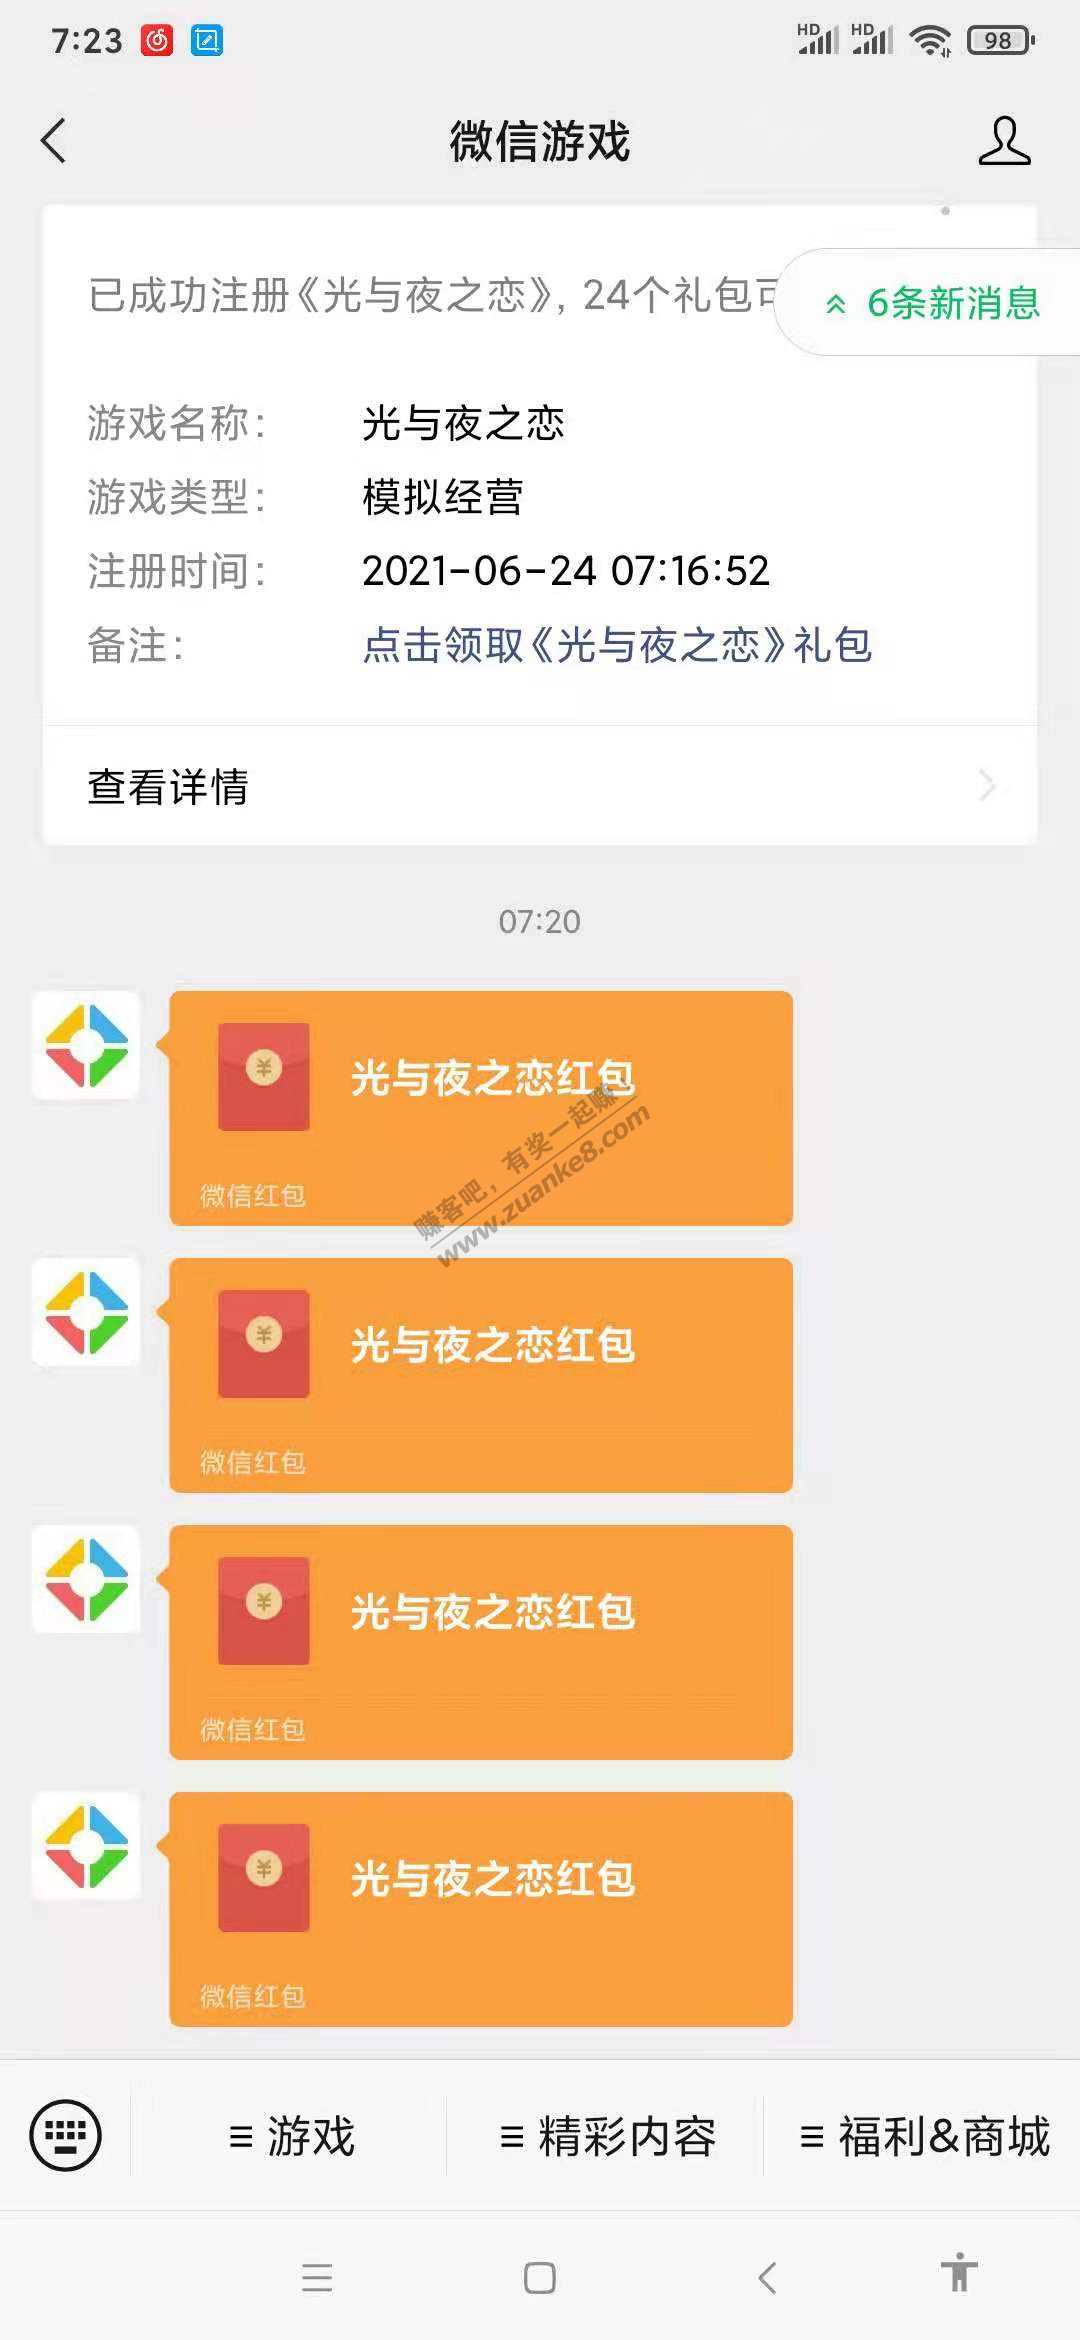 7:23
HD HD 98
微信游戏
已成功注册《光与夜之恋》，24个礼包
6条新消息
游戏名称： 光与夜之恋
游戏类型： 模拟经营
注册时间： 2021-06-24 07:16:52
备注： 点击领取《光与夜之恋》礼包
查看详情
07:20
光与夜之恋红包
微信红包
赚客吧，有奖一起赚！
www.zuanke8.com
光与夜之恋红包
微信红包
光与夜之恋红包
微信红包
光与夜之恋红包
微信红包
游戏 精彩内容 福利&商城